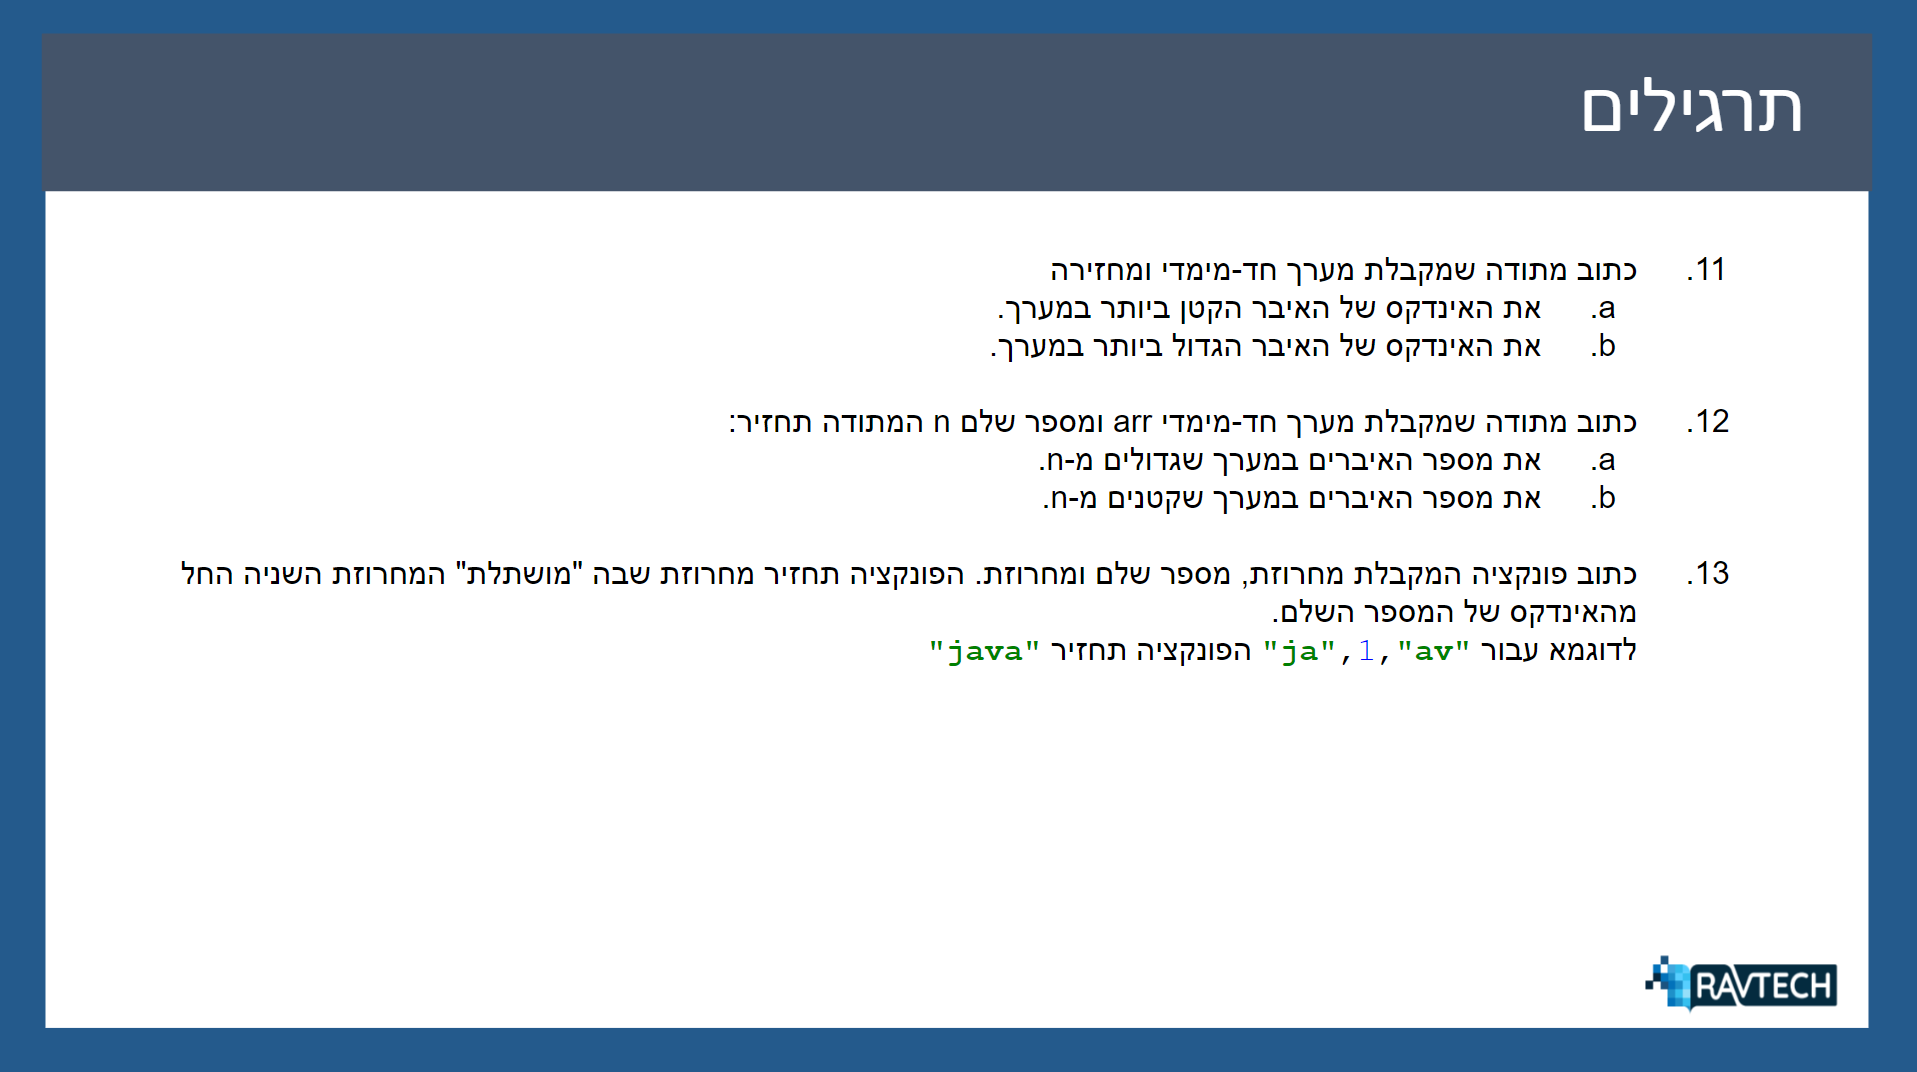 תרגילים
11. כתוב מתודה שמקבלת מערך חד-מימדי ומחזירה
a. את האינדקס של האיבר הקטן ביותר במערך.
b. את האינדקס של האיבר הגדול ביותר במערך.
12. כתוב מתודה שמקבלת מערך חד-מימדי arr ומספר שלם n המתודה תחזיר:
a. את מספר האיברים במערך שגדולים מ-n.
b. את מספר האיברים במערך שקטנים מ-n.
13. כתוב פונקציה המקבלת מחרוזת, מספר שלם ומחרוזת. הפונקציה תחזיר מחרוזת שבה "מושתלת" המחרוזת השניה החל
מהאינדקס של המספר השלם.
לדוגמא עבור "ja",1,"av" הפונקציה תחזיר "java"
RAVTECH